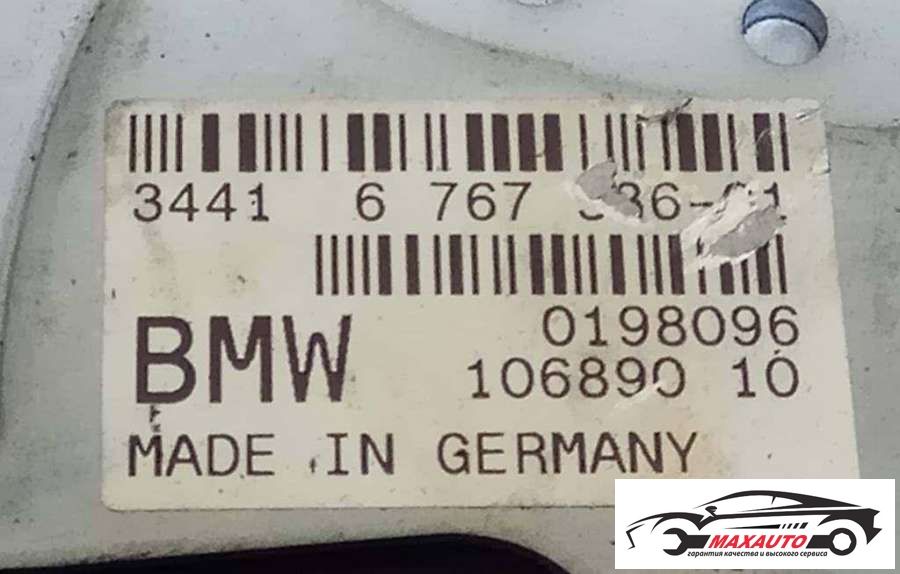 3441 6 767
0198096
BMW
106890 10
MADE IN GERMANY
MAXAUTO
гарантия качества и высокого сервиса